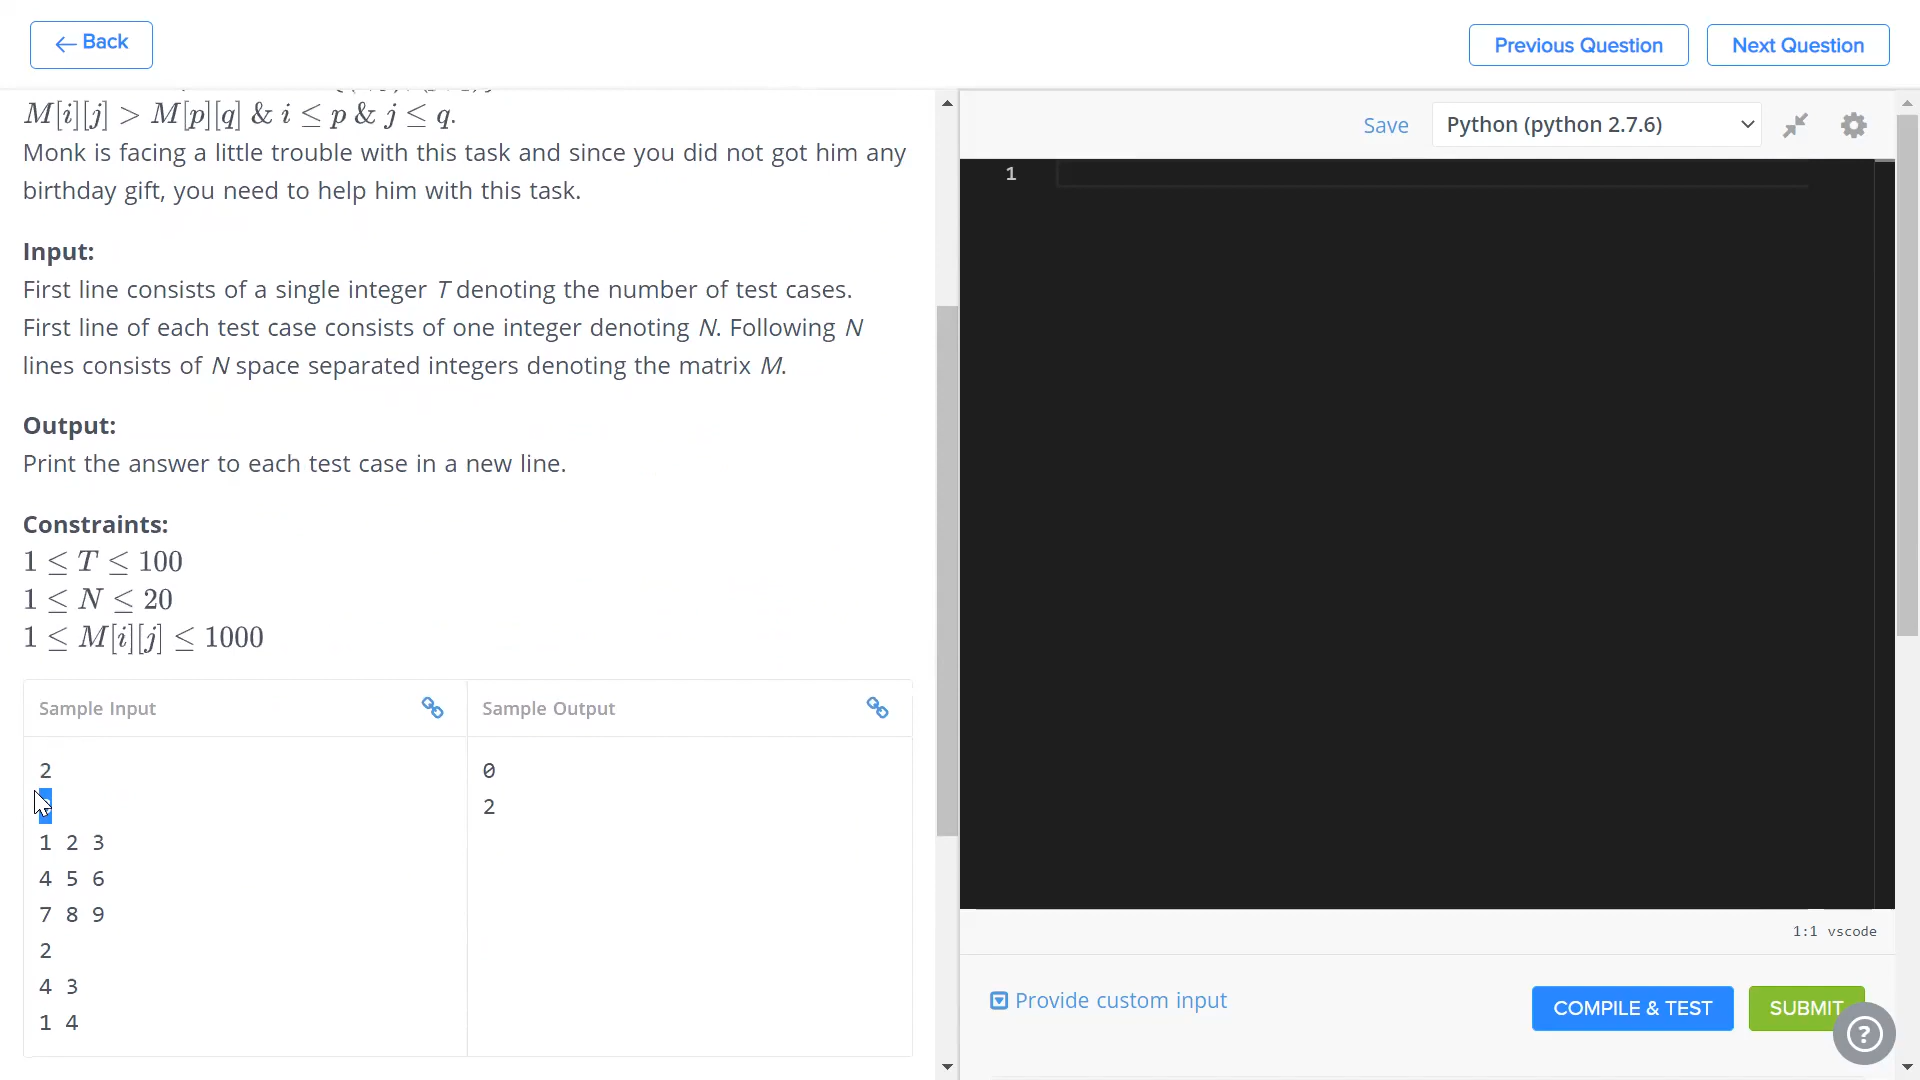 ← Back
Previous Question
Next Question
M[i][j] > M[p][q] & i ≤ p & j ≤ q.
Monk is facing a little trouble with this task and since you did not got him any
birthday gift, you need to help him with this task.
Input:
First line consists of a single integer T denoting the number of test cases.
First line of each test case consists of one integer denoting N. Following N
lines consists of N space separated integers denoting the matrix M.
Output:
Print the answer to each test case in a new line.
Constraints:
1 ≤ T ≤ 100
1 ≤ N ≤ 20
1 ≤ M[i][j] ≤ 1000
Sample Input
2
1 2 3
4 5 6
7 8 9
2
4 3
1 4
Sample Output
0
2
Save
Python (python 2.7.6)
1
1:1 vscode
Provide custom input
COMPILE & TEST
SUBMIT
?